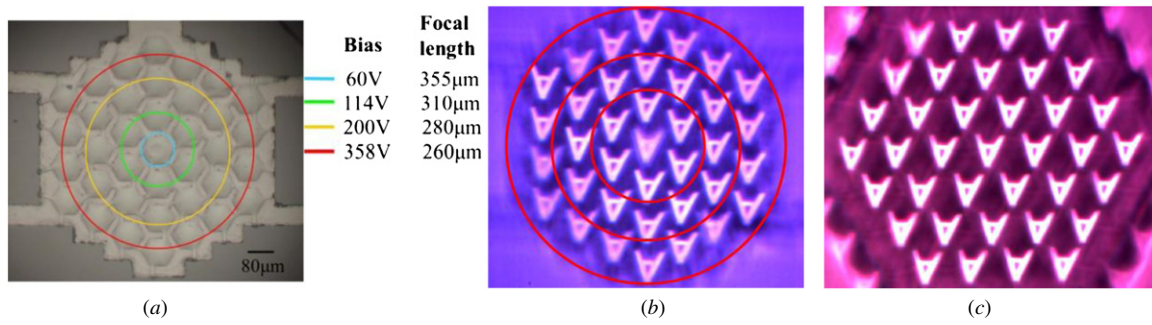 Focal
Bias length
60V 355μm
114V 310μm
200V 280μm
358V 260μm
80μm
(a)
(b)
(c)